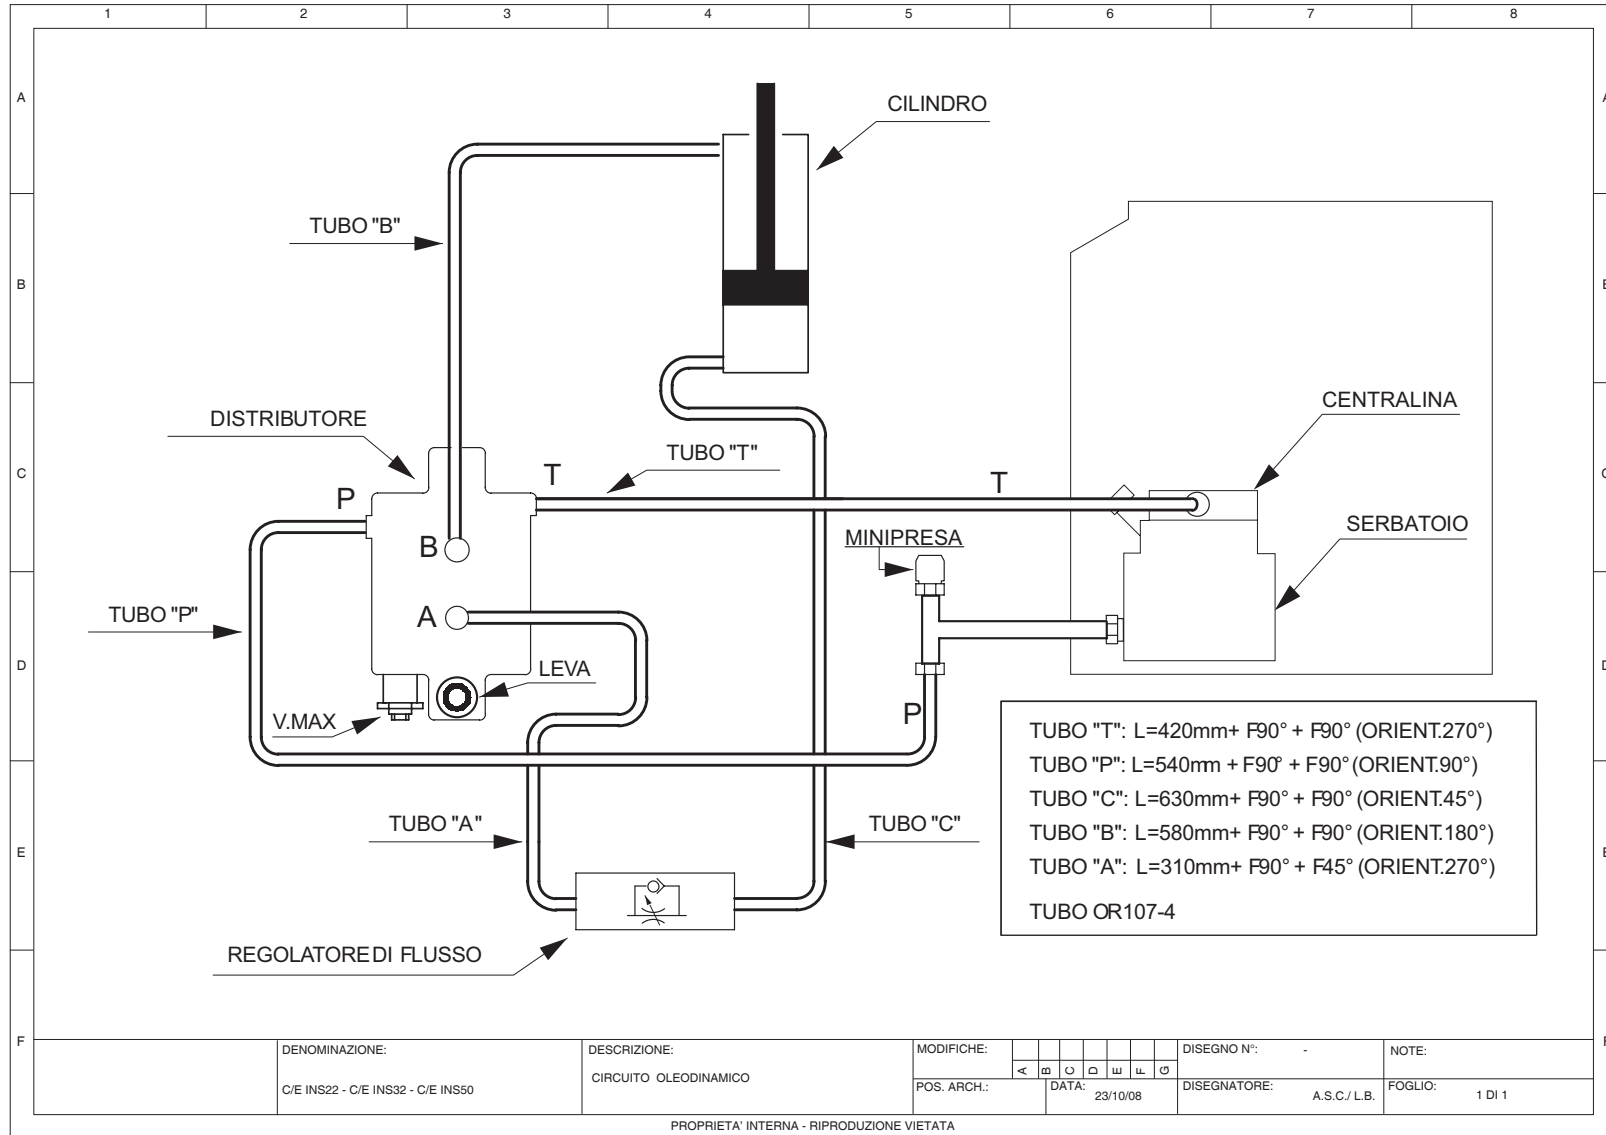 1 2 3 4 5 6 7 8
A
CILINDRO
A
TUBO "B"
B
B
CENTRALINA
DISTRIBUTORE
TUBO "T"
C
T
T
C
P
SERBATOIO
MINIPRESA
B
TUBO "P"
A
D
LEVA
D
P
V.MAX
TUBO "T": L=420mm+ F90° + F90° (ORIENT.270°)
TUBO "P": L=540mm + F90° + F90° (ORIENT.90°)
TUBO "C": L=630mm+ F90° + F90° (ORIENT.45°)
TUBO "B": L=580mm+ F90° + F90° (ORIENT.180°)
TUBO "A": L=310mm+ F90° + F45° (ORIENT.270°)
TUBO OR107-4
TUBO "A"
TUBO "C"
E
E
REGOLATORE DI FLUSSO
F
F
DENOMINAZIONE:
C/E INS22 - C/E INS32 - C/E INS50
DESCRIZIONE:
CIRCUITO OLEODINAMICO
MODIFICHE:
A B C D E F G
POS. ARCH.:
DATA:
23/10/08
DISEGNO N°: -
DISEGNATORE:
A.S.C./ L.B.
NOTE:
FOGLIO:
1 DI 1
PROPRIETA' INTERNA - RIPRODUZIONE VIETATA